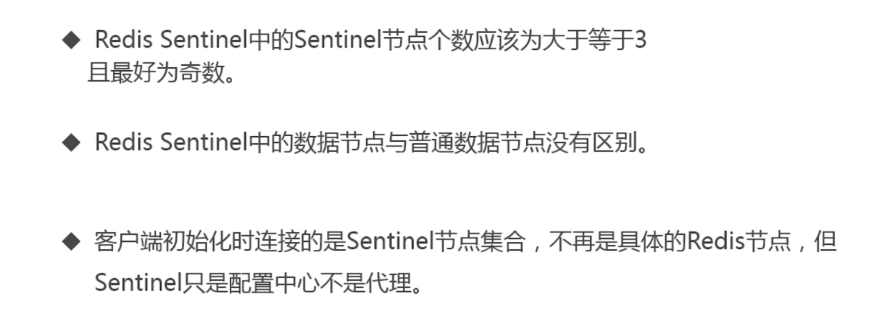 ◆ Redis Sentinel中的Sentinel节点个数应该为大于等于3
且最好为奇数。
◆ Redis Sentinel中的数据节点与普通数据节点没有区别。
◆ 客户端初始化时连接的是Sentinel节点集合，不再是具体的Redis节点，但
Sentinel只是配置中心不是代理。